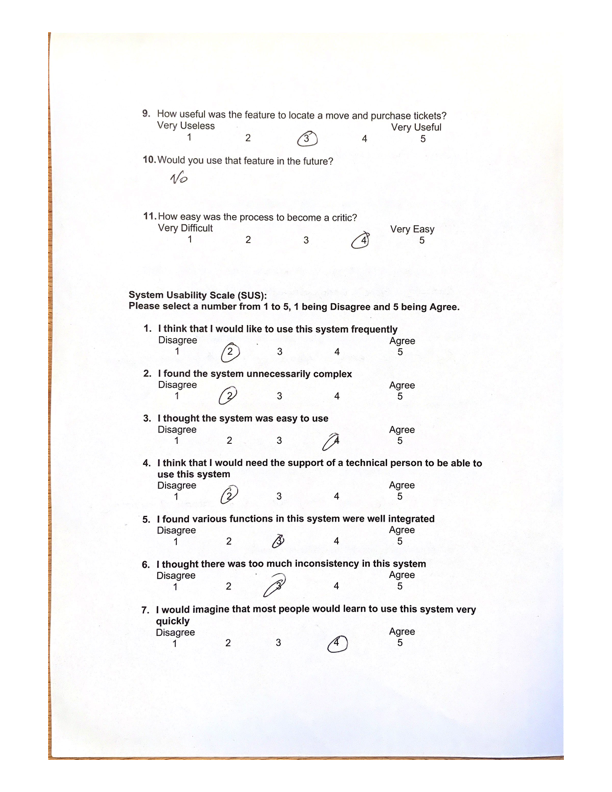 9. How useful was the feature to locate a move and purchase tickets?
Very Useless Very Useful
1 2 3 4 5
10. Would you use that feature in the future?
No
11. How easy was the process to become a critic?
Very Difficult Very Easy
1 2 3 4 5
System Usability Scale (SUS):
Please select a number from 1 to 5, 1 being Disagree and 5 being Agree.
1. I think that I would like to use this system frequently
Disagree Agree
1 2 3 4 5
2. I found the system unnecessarily complex
Disagree Agree
1 2 3 4 5
3. I thought the system was easy to use
Disagree Agree
1 2 3 4 5
4. I think that I would need the support of a technical person to be able to
use this system
Disagree Agree
1 2 3 4 5
5. I found various functions in this system were well integrated
Disagree Agree
1 2 3 4 5
6. I thought there was too much inconsistency in this system
Disagree Agree
1 2 3 4 5
7. I would imagine that most people would learn to use this system very
quickly
Disagree Agree
1 2 3 4 5